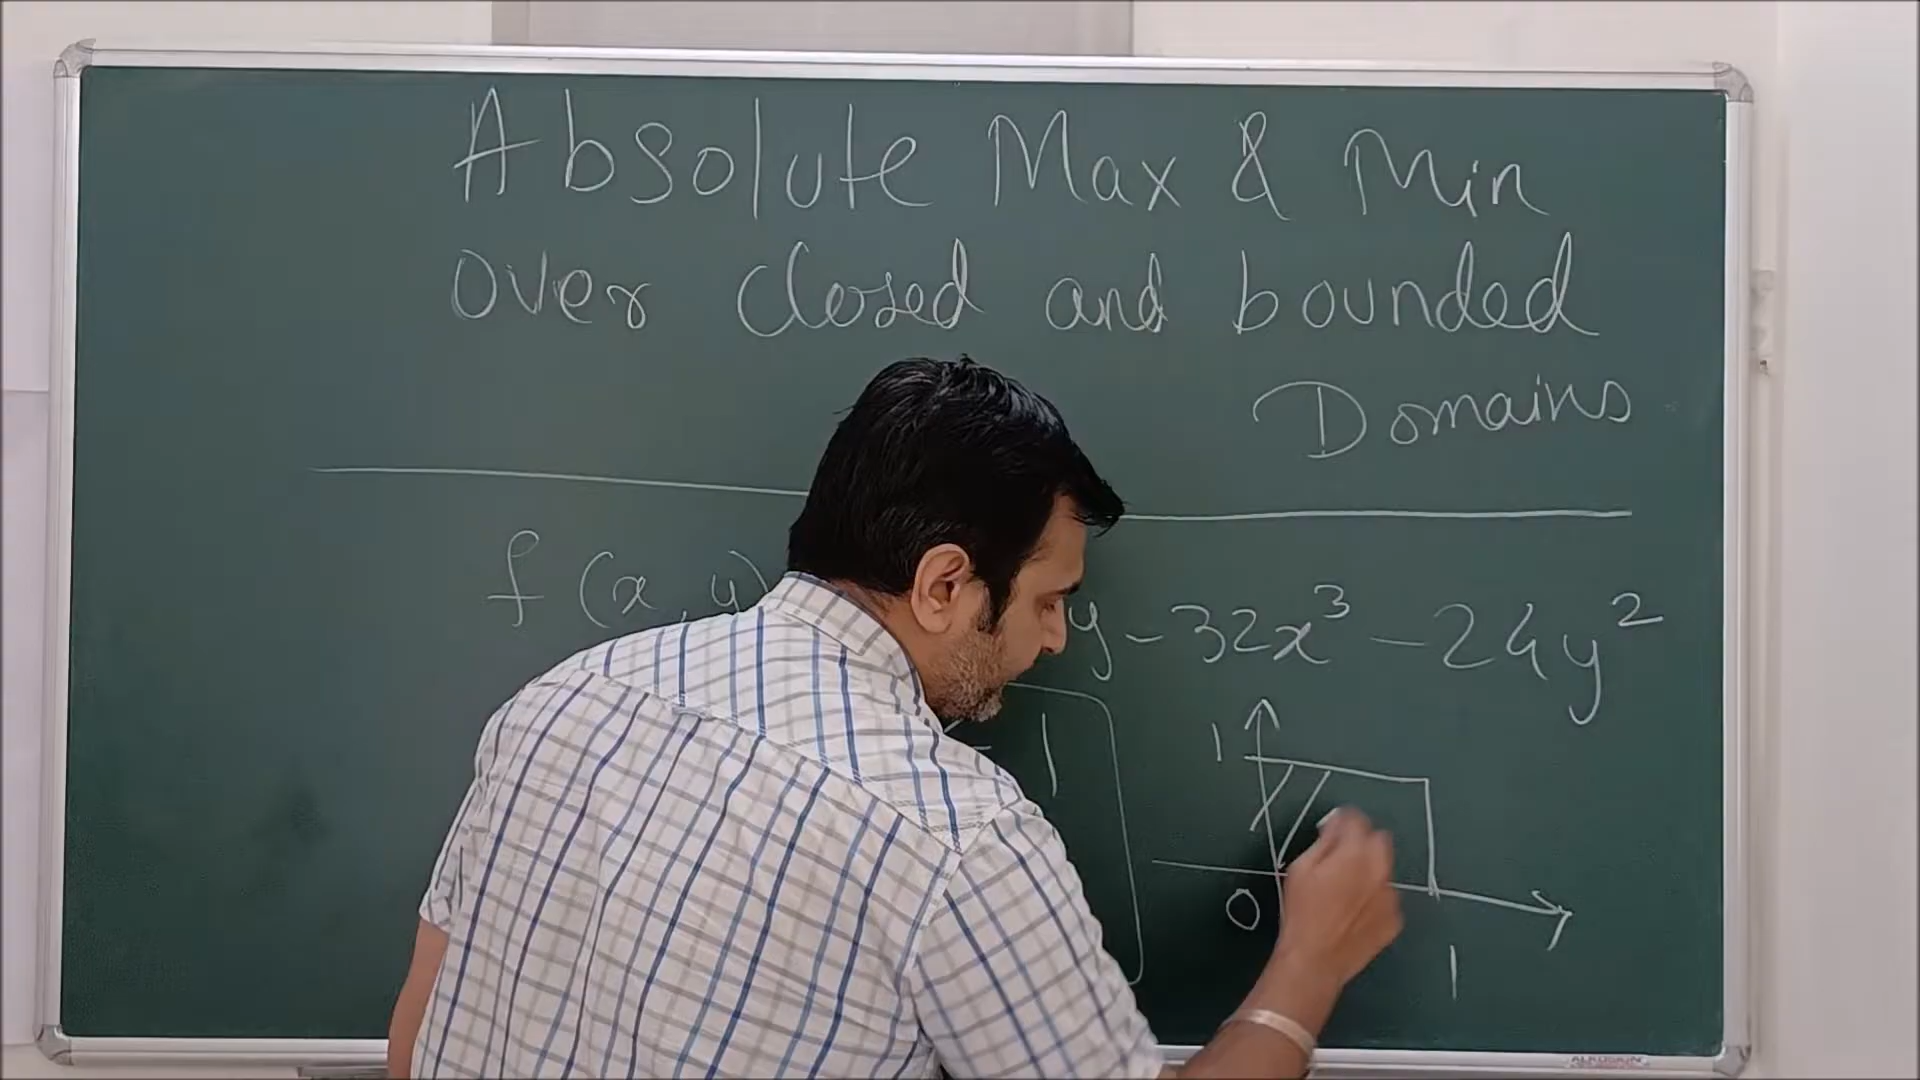 Absolute Max & Min
over closed and bounded
Domains
f (x, y) y - 32x³ - 24y²
1
1
0
1